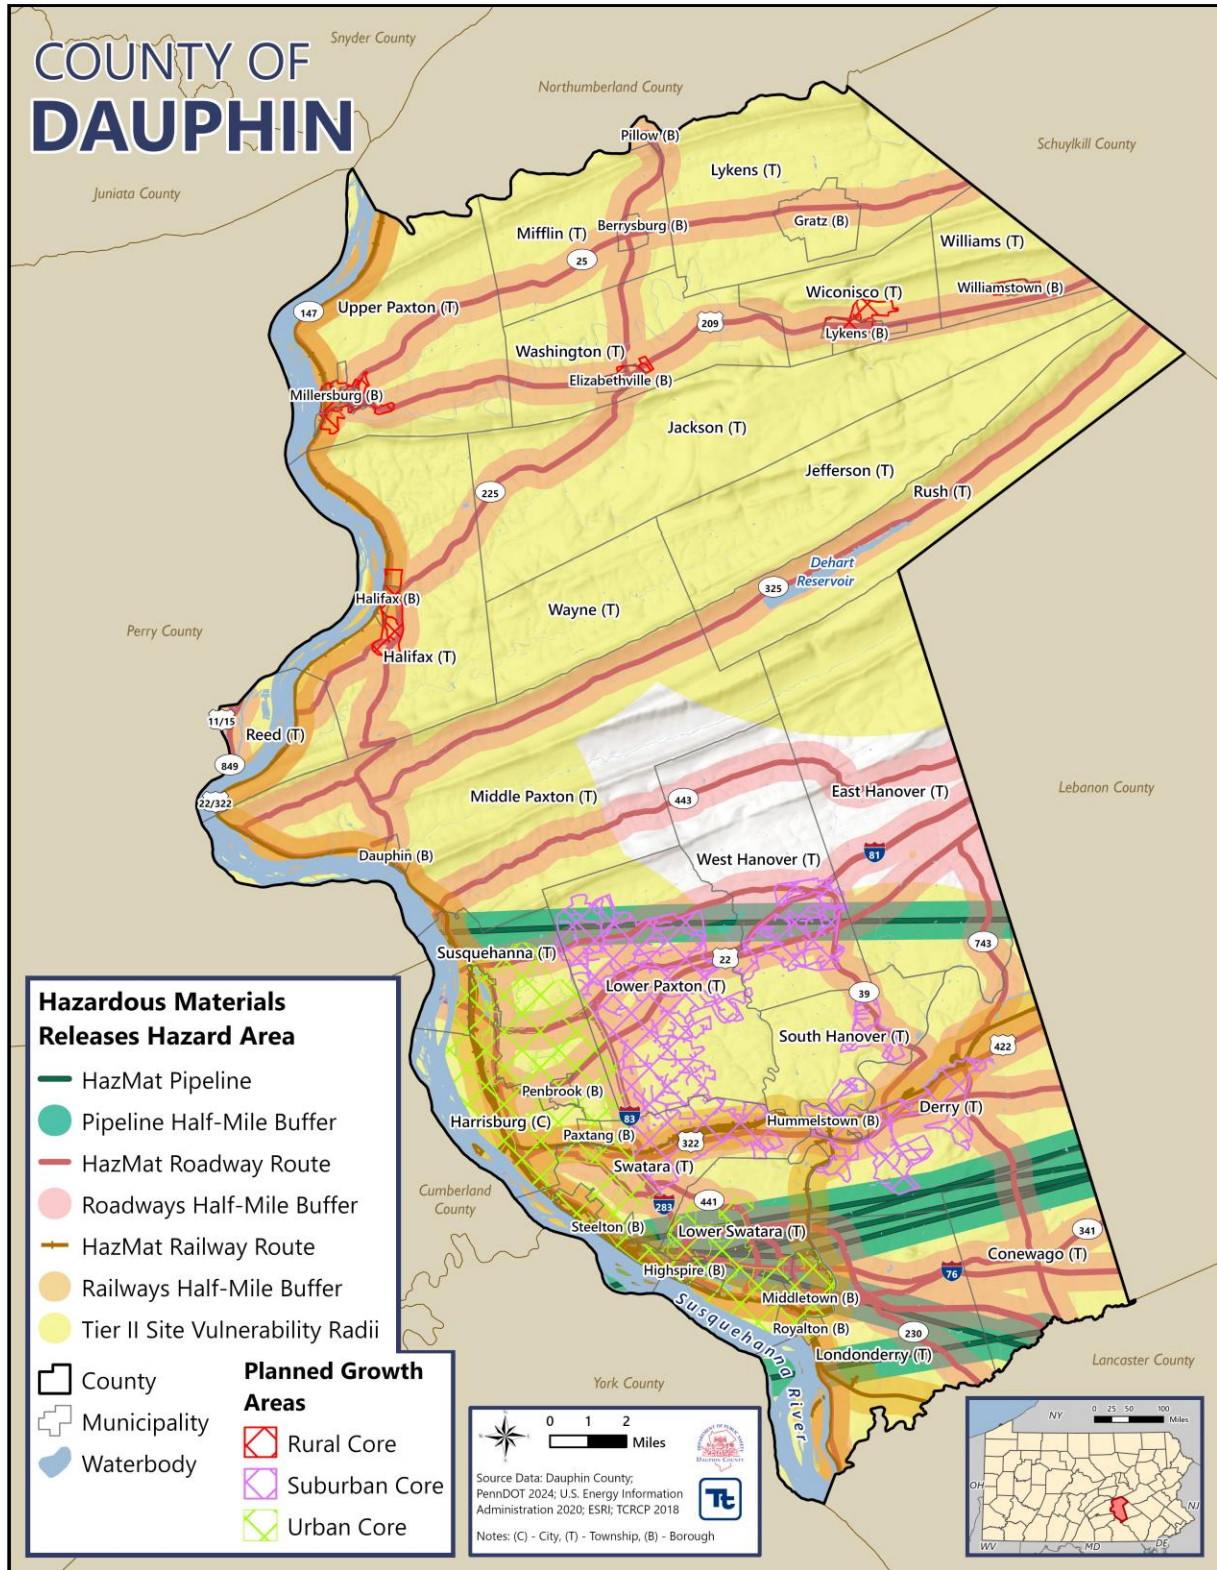 COUNTY OF
DAUPHIN
Snyder County
Northumberland County
Schuylkill County
Juniata County
Pillow (B)
Lykens (T)
Mifflin (T)
Berrysburg (B)
Gratz (B)
25
Williams (T)
Upper Paxton (T)
147
Wiconisco (T)
Williamstown (B)
209
Lykens (B)
Washington (T)
Elizabethville (B)
Millersburg (B)
Jackson (T)
Jefferson (T)
Rush (T)
225
Dehart
Reservoir
325
Halifax (B)
Wayne (T)
Perry County
Halifax (T)
11/15
Reed (T)
849
22/322
Middle Paxton (T)
443
East Hanover (T)
Lebanon County
Dauphin (B)
West Hanover (T)
81
743
Susquehanna (T)
22
Lower Paxton (T)
39
South Hanover (T)
422
Penbrook (B)
Harrisburg (C)
83
Hummelstown (B)
Derry (T)
Paxtang (B)
322
Swatara (T)
Cumberland
County
283
441
Steelton (B)
Lower Swatara (T)
341
Conewago (T)
Highspire (B)
76
Middletown (B)
Royalton (B)
230
Londonderry (T)
Susquehanna River
York County
Lancaster County
Hazardous Materials
Releases Hazard Area
HazMat Pipeline
Pipeline Half-Mile Buffer
HazMat Roadway Route
Roadways Half-Mile Buffer
HazMat Railway Route
Railways Half-Mile Buffer
Tier II Site Vulnerability Radii
County
Municipality
Waterbody
Planned Growth
Areas
Rural Core
Suburban Core
Urban Core
0 1 2
Miles
Source Data: Dauphin County;
PennDOT 2024; U.S. Energy Information
Administration 2020; ESRI; TCRCP 2018
Notes: (C) - City, (T) - Township, (B) - Borough
DAUPHIN COUNTY
Tt
0 25 50 100
Miles
NY
OH
NJ
WV
MD
DE